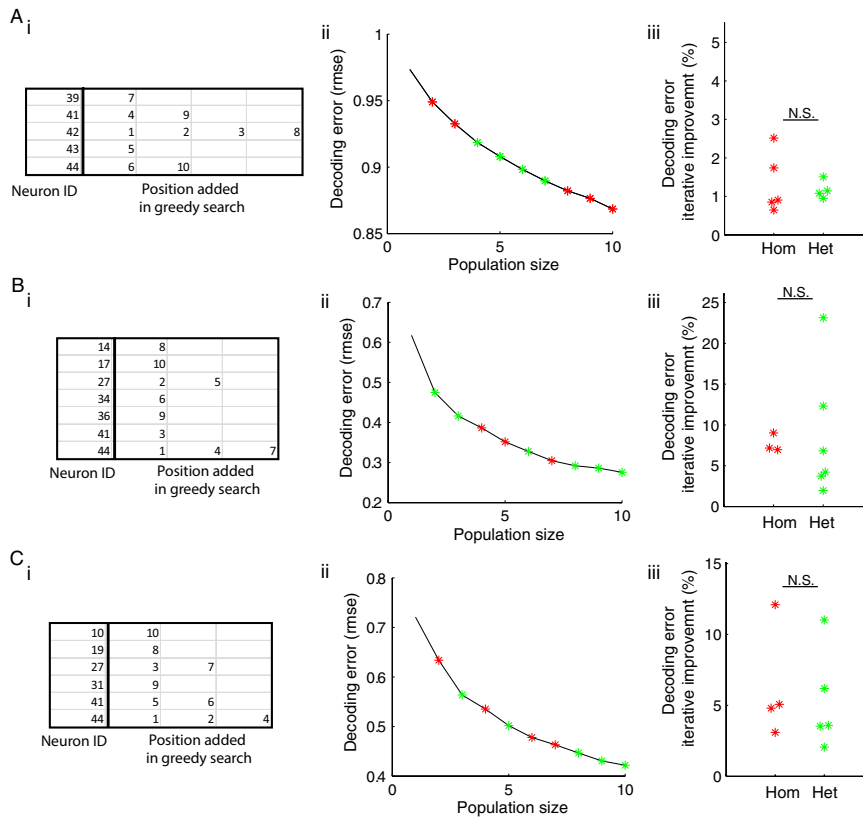 A
i
39 7
41 4 9
42 1 2 3 8
43 5
44 6 10
Neuron ID
Position added
in greedy search
ii
Decoding error (rmse)
1
0.95
0.9
0.85
0 5 10
Population size
iii
Decoding error
iterative improvemnt (%)
5
4
3
2
1
0
N.S.
Hom Het
B
i
14 8
17 10
27 2 5
34 6
36 9
41 3
44 1 4 7
Neuron ID
Position added
in greedy search
ii
Decoding error (rmse)
0.7
0.6
0.5
0.4
0.3
0.2
0 5 10
Population size
iii
Decoding error
iterative improvemnt (%)
25
20
15
10
5
0
N.S.
Hom Het
C
i
10 10
19 8
27 3 7
31 9
41 5 6
44 1 2 4
Neuron ID
Position added
in greedy search
ii
Decoding error (rmse)
0.8
0.7
0.6
0.5
0.4
0 5 10
Population size
iii
Decoding error
iterative improvemnt (%)
15
10
5
0
N.S.
Hom Het